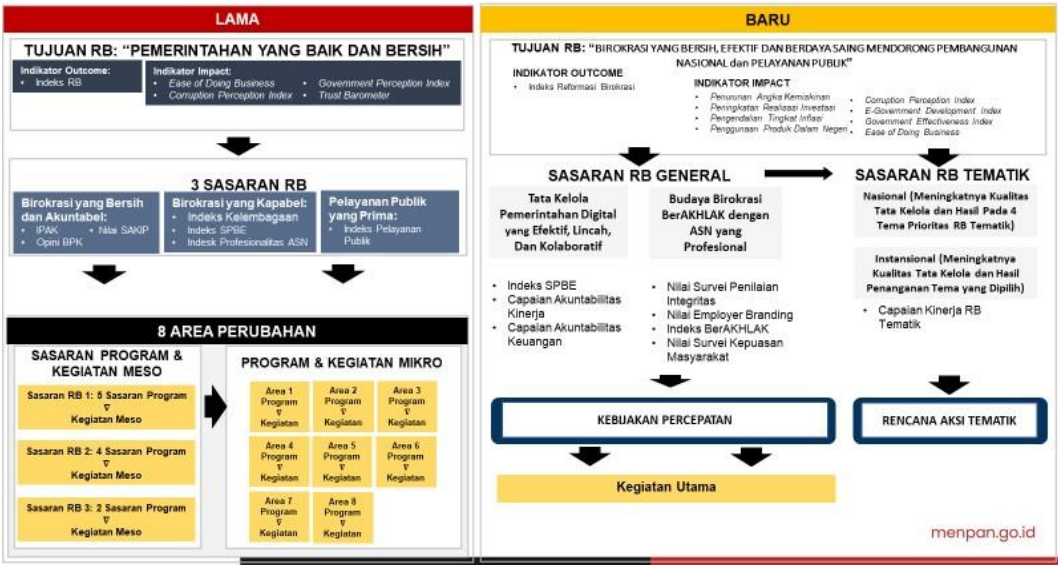 LAMA
TUJUAN RB: “PEMERINTAHAN YANG BAIK DAN BERSIH”
Indikator Outcome:
• Indeks RB
Indikator Impact:
• Ease of Doing Business
• Corruption Perception Index
• Government Perception Index
• Trust Barometer
3 SASARAN RB
Birokrasi yang Bersih
dan Akuntabel:
• IPAK
• Opini BPK
• Nilai SAKIP
Birokrasi yang Kapabel:
• Indeks Kelembagaan
• Indeks SPBE
• Indesk Profesionalitas ASN
Pelayanan Publik
yang Prima:
• Indeks Pelayanan
Publik
8 AREA PERUBAHAN
SASARAN PROGRAM &
KEGIATAN MESO
Sasaran RB 1: 5 Sasaran Program
∇
Kegiatan Meso
Sasaran RB 2: 4 Sasaran Program
∇
Kegiatan Meso
Sasaran RB 3: 2 Sasaran Program
∇
Kegiatan Meso
PROGRAM & KEGIATAN MIKRO
Area 1
Program
∇
Kegiatan
Area 2
Program
∇
Kegiatan
Area 3
Program
∇
Kegiatan
Area 4
Program
∇
Kegiatan
Area 5
Program
∇
Kegiatan
Area 6
Program
∇
Kegiatan
Area 7
Program
∇
Kegiatan
Area 8
Program
∇
Kegiatan
BARU
TUJUAN RB: “BIROKRASI YANG BERSIH, EFEKTIF DAN BERDAYA SAING MENDORONG PEMBANGUNAN
NASIONAL dan PELAYANAN PUBLIK”
INDIKATOR OUTCOME
• Indeks Reformasi Birokrasi
INDIKATOR IMPACT
• Penurunan Angka Kemiskinan
• Peningkatan Realisasi Investasi
• Pengendalian Tingkat Inflasi
• Penggunaan Produk Dalam Negeri
• Corruption Perception Index
• E-Government Development Index
• Government Effectiveness Index
• Ease of Doing Business
SASARAN RB GENERAL
Tata Kelola
Pemerintahan Digital
yang Efektif, Lincah,
Dan Kolaboratif
• Indeks SPBE
• Capaian Akuntabilitas
Kinerja
• Capaian Akuntabilitas
Keuangan
Budaya Birokrasi
BerAKHLAK dengan
ASN yang
Profesional
• Nilai Survei Penilaian
Integritas
• Nilai Employer Branding
• Indeks BerAKHLAK
• Nilai Survei Kepuasan
Masyarakat
SASARAN RB TEMATIK
Nasional (Meningkatnya Kualitas
Tata Kelola dan Hasil Pada 4
Tema Prioritas RB Tematik)
Instansional (Meningkatnya
Kualitas Tata Kelola dan Hasil
Penanganan Tema yang Dipilih)
• Capaian Kinerja RB
Tematik
KEBIJAKAN PERCEPATAN
RENCANA AKSI TEMATIK
Kegiatan Utama
menpan.go.id